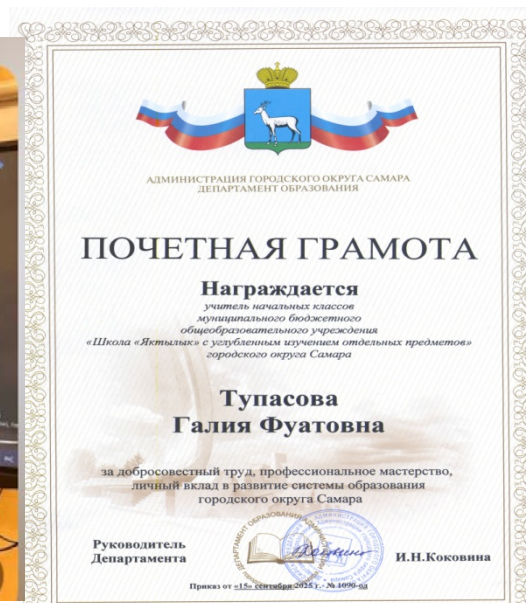 АДМИНИСТРАЦИЯ ГОРОДСКОГО ОКРУГА САМАРА
ДЕПАРТАМЕНТ ОБРАЗОВАНИЯ
ПОЧЕТНАЯ ГРАМОТА
Награждается
учитель начальных классов
муниципального бюджетного
общеобразовательного учреждения
«Школа «Яктылык» с углубленным изучением отдельных предметов»
городского округа Самара
Тупасова
Галия Фуатовна
за добросовестный труд, профессиональное мастерство,
личный вклад в развитие системы образования
городского округа Самара
Руководитель
Департамента
И.Н.Коковина
Приказ от «15» сентября 2025 г.- № 1090-од